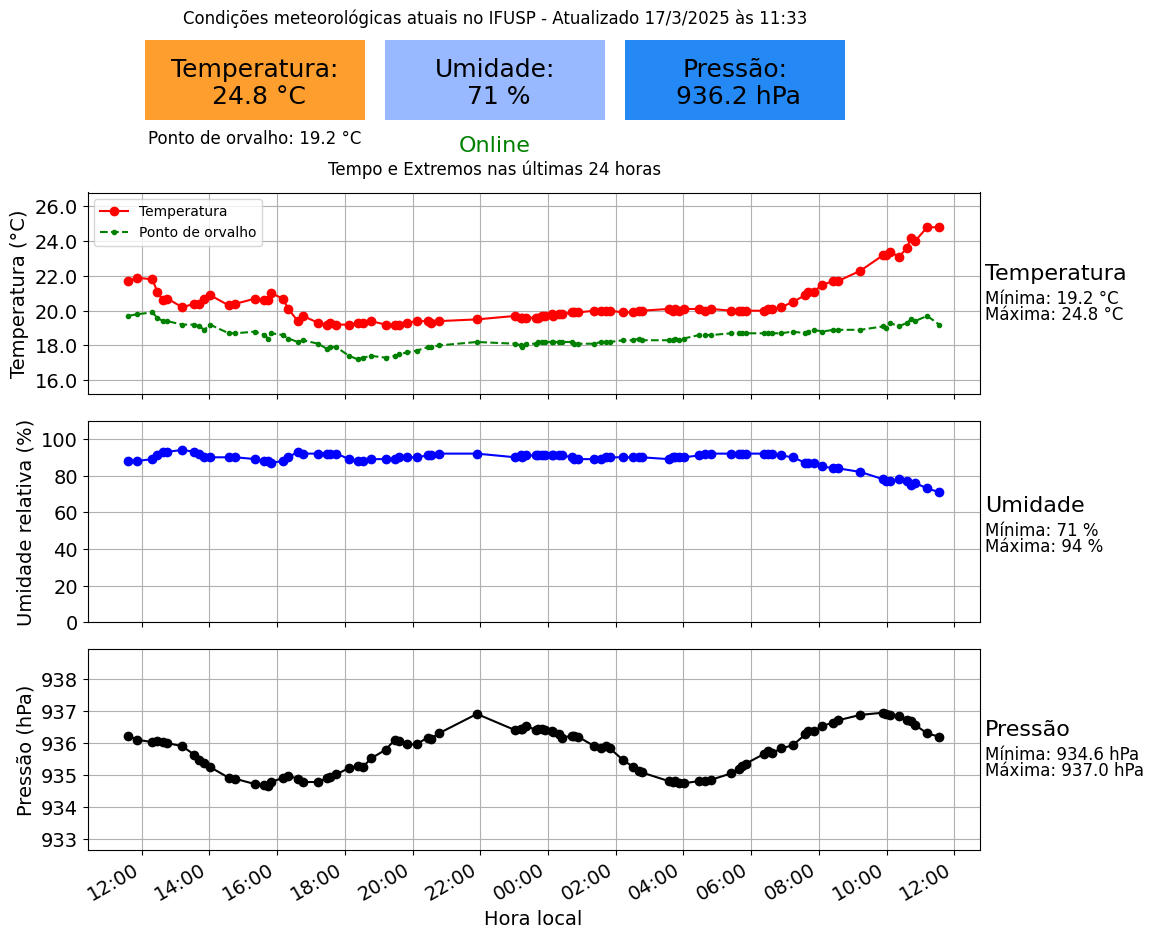 Condições meteorológicas atuais no IFUSP - Atualizado 17/3/2025 às 11:33
Temperatura:
24.8 °C
Umidade:
71 %
Pressão:
936.2 hPa
Ponto de orvalho: 19.2 °C
Online
Tempo e Extremos nas últimas 24 horas
Temperatura (°C)
26.0
24.0
22.0
20.0
18.0
16.0
Temperatura
Ponto de orvalho
Temperatura
Mínima: 19.2 °C
Máxima: 24.8 °C
Umidade relativa (%)
100
80
60
40
20
0
Umidade
Mínima: 71 %
Máxima: 94 %
Pressão (hPa)
938
937
936
935
934
933
Pressão
Mínima: 934.6 hPa
Máxima: 937.0 hPa
12:00 14:00 16:00 18:00 20:00 22:00 00:00 02:00 04:00 06:00 08:00 10:00 12:00
Hora local